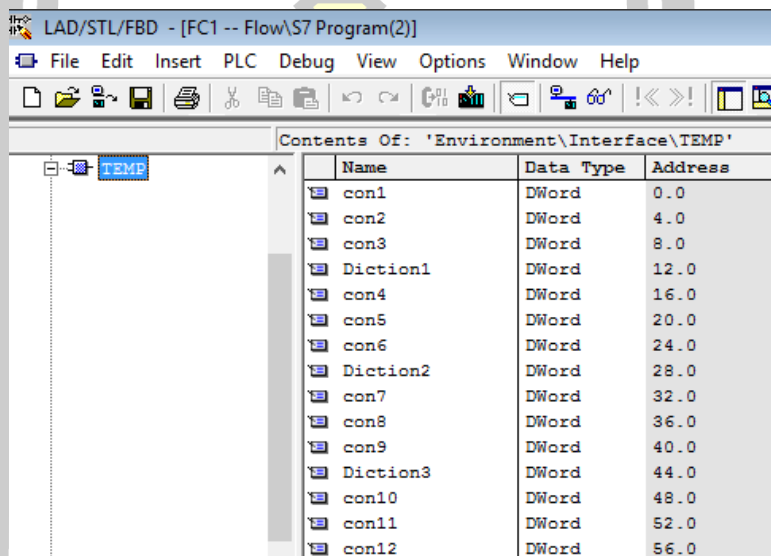 LAD/STL/FBD - [FC1 -- Flow\S7 Program(2)]
File Edit Insert PLC Debug View Options Window Help
Contents Of: 'Environment\Interface\TEMP'
TEMP
Name Data Type Address
con1 DWord 0.0
con2 DWord 4.0
con3 DWord 8.0
Diction1 DWord 12.0
con4 DWord 16.0
con5 DWord 20.0
con6 DWord 24.0
Diction2 DWord 28.0
con7 DWord 32.0
con8 DWord 36.0
con9 DWord 40.0
Diction3 DWord 44.0
con10 DWord 48.0
con11 DWord 52.0
con12 DWord 56.0